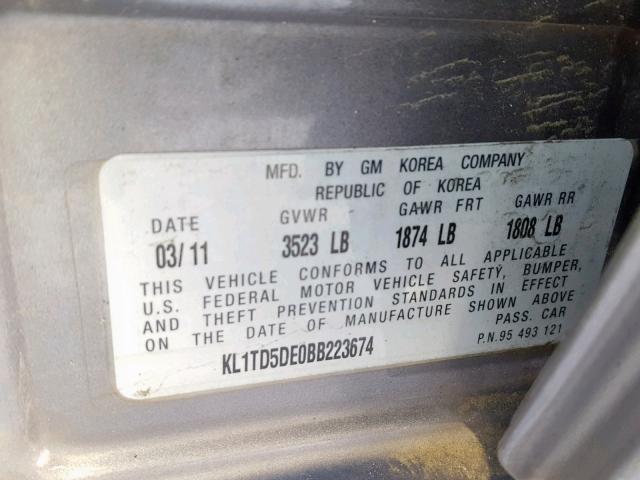 MFD. BY GM KOREA COMPANY
REPUBLIC OF KOREA
DATE GVWR GAWR FRT GAWR RR
03/11 3523 LB 1874 LB 1808 LB
THIS VEHICLE CONFORMS TO ALL APPLICABLE
U.S. FEDERAL MOTOR VEHICLE SAFETY, BUMPER,
AND THEFT PREVENTION STANDARDS IN EFFECT
ON THE DATE OF MANUFACTURE SHOWN ABOVE
PASS. CAR
KL1TD5DE0BB223674 P.N.95 493 121